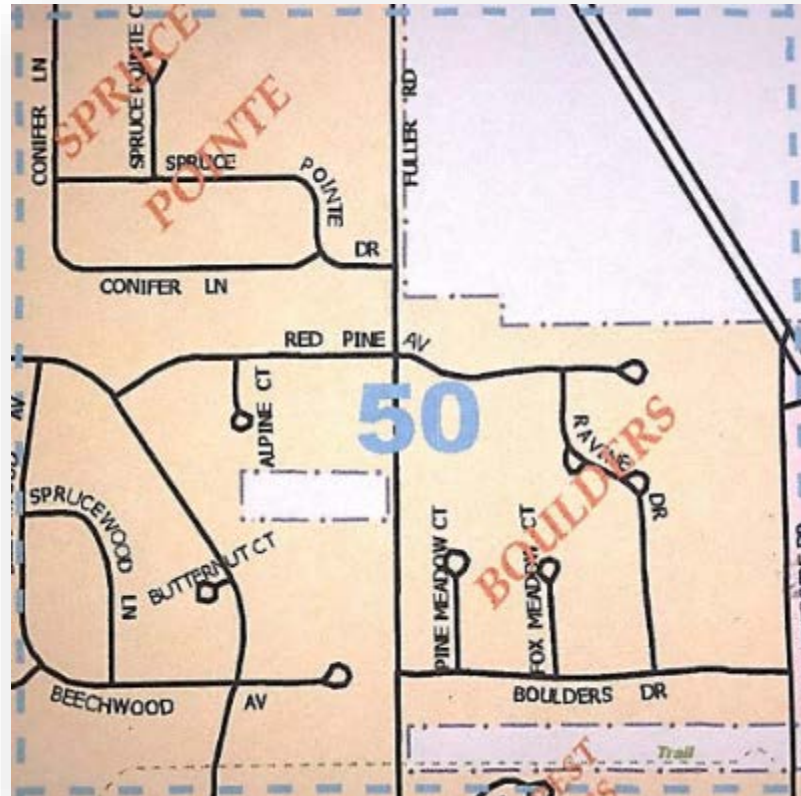 CONIFER LN
SPRUCE POINTE C
SPRUCE
POINTE
SPRUCE
POINTE
DR
FULLER RD
CONIFER LN
RED PINE AV
ALPINE CT
50
BOULDERS
RAVINE
DR
AV
SPRUCEWOOD
LN
BUTTERNUT CT
PINE MEADOW CT
FOX MEADOW CT
BEECHWOOD AV
BOULDERS DR
Trail